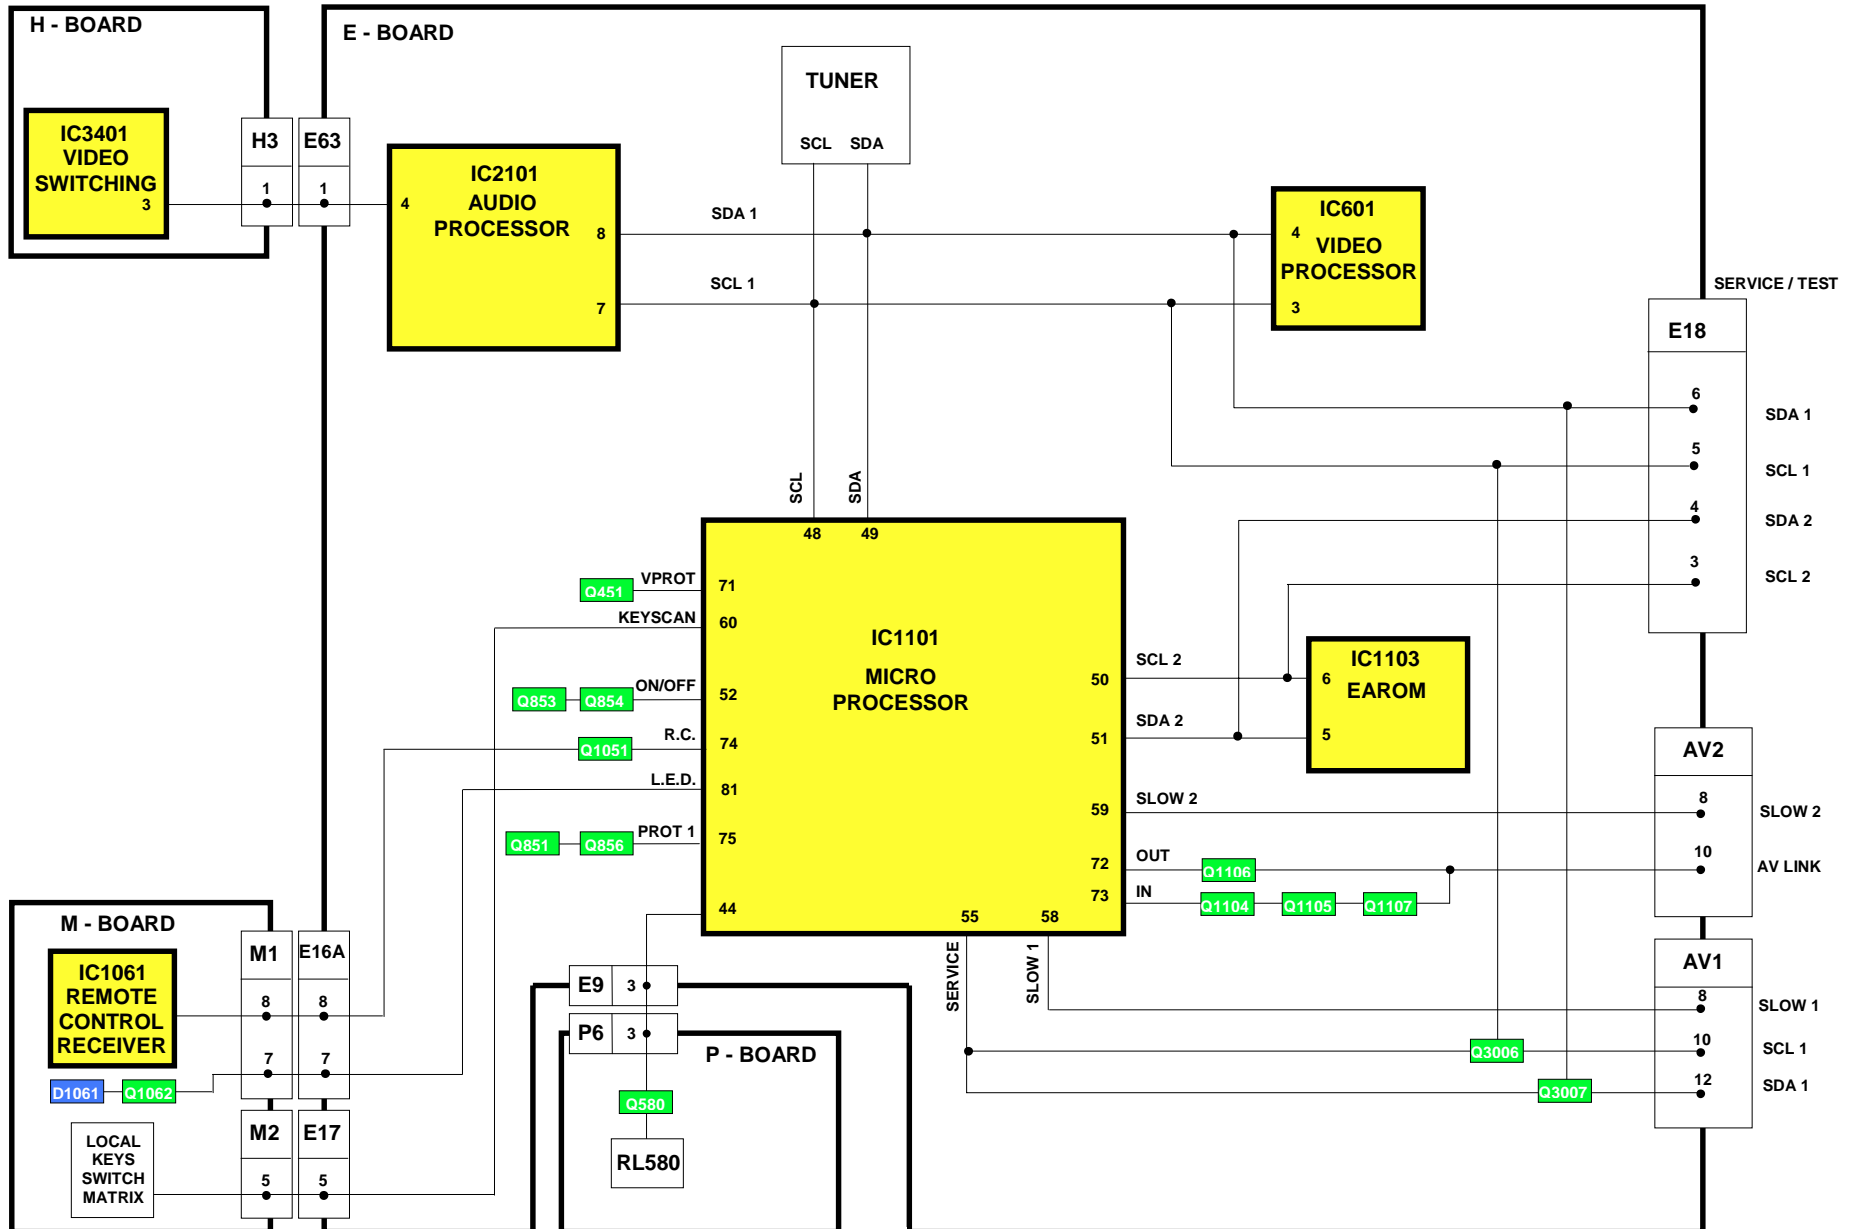 H - BOARD
E - BOARD
TUNER
SCL SDA
IC3401
VIDEO
SWITCHING
3
H3
1
E63
1
IC2101
AUDIO
PROCESSOR
4
8
7
SDA 1
SCL 1
IC601
VIDEO
PROCESSOR
4
3
SERVICE / TEST
E18
6
SDA 1
5
SCL 1
4
SDA 2
3
SCL 2
SCL
SDA
48
49
IC1101
MICRO
PROCESSOR
Q451
VPROT
71
KEYSCAN
60
Q853
Q854
ON/OFF
52
Q1051
R.C.
74
L.E.D.
81
Q851
Q856
PROT 1
75
44
50
SCL 2
51
SDA 2
IC1103
EAROM
6
5
59
SLOW 2
72
OUT
Q1106
73
IN
Q1104
Q1105
Q1107
55
58
SERVICE
SLOW 1
AV2
8
SLOW 2
10
AV LINK
AV1
8
SLOW 1
Q3006
10
SCL 1
Q3007
12
SDA 1
M - BOARD
IC1061
REMOTE
CONTROL
RECEIVER
M1
8
7
E16A
8
7
D1061
Q1062
LOCAL
KEYS
SWITCH
MATRIX
M2
5
E17
5
E9
3
P6
3
P - BOARD
Q580
RL580